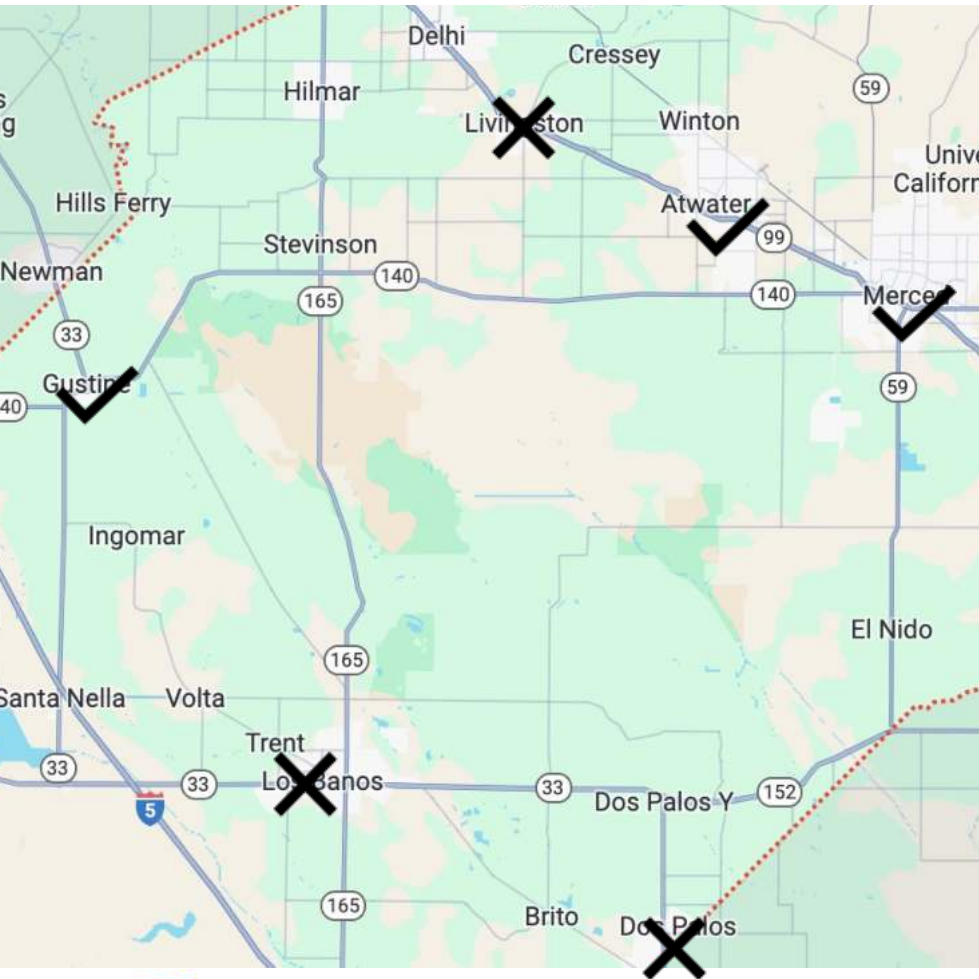 Delhi
Cressey
59
Hilmar
s
g
Livingston
Winton
Unive
Californ
Hills Ferry
Atwater
Stevinson
99
Newman
140
140
165
Merced
33
Gustine
59
40
Ingomar
El Nido
165
Santa Nella
Volta
Trent
33
Los Banos
33
33
152
5
Dos Palos Y
165
Brito
Dos Palos